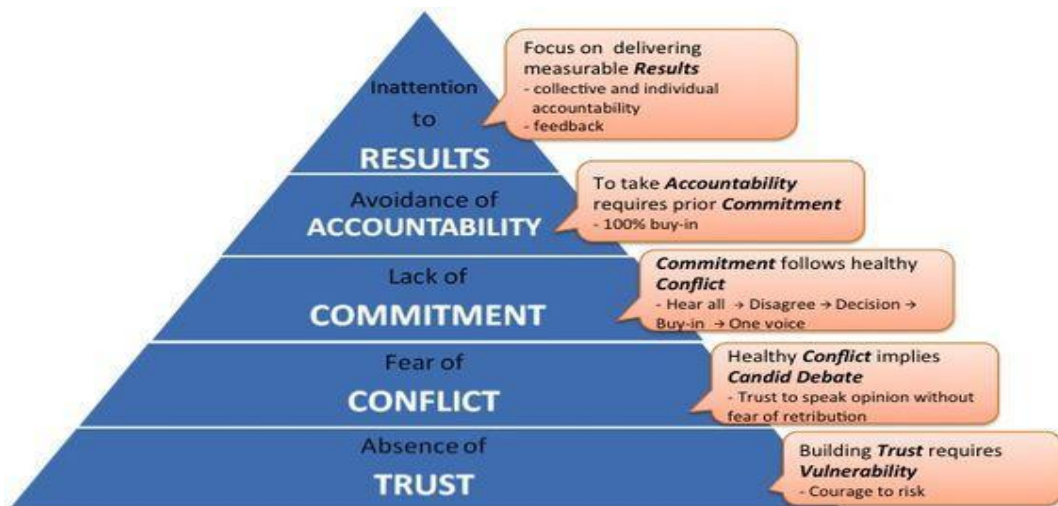 Inattention
to
RESULTS
Focus on delivering
measurable Results
- collective and individual
accountability
- feedback
Avoidance of
ACCOUNTABILITY
To take Accountability
requires prior Commitment
- 100% buy-in
Lack of
COMMITMENT
Commitment follows healthy
Conflict
- Hear all → Disagree → Decision →
Buy-in → One voice
Fear of
CONFLICT
Healthy Conflict implies
Candid Debate
- Trust to speak opinion without
fear of retribution
Absence of
TRUST
Building Trust requires
Vulnerability
- Courage to risk